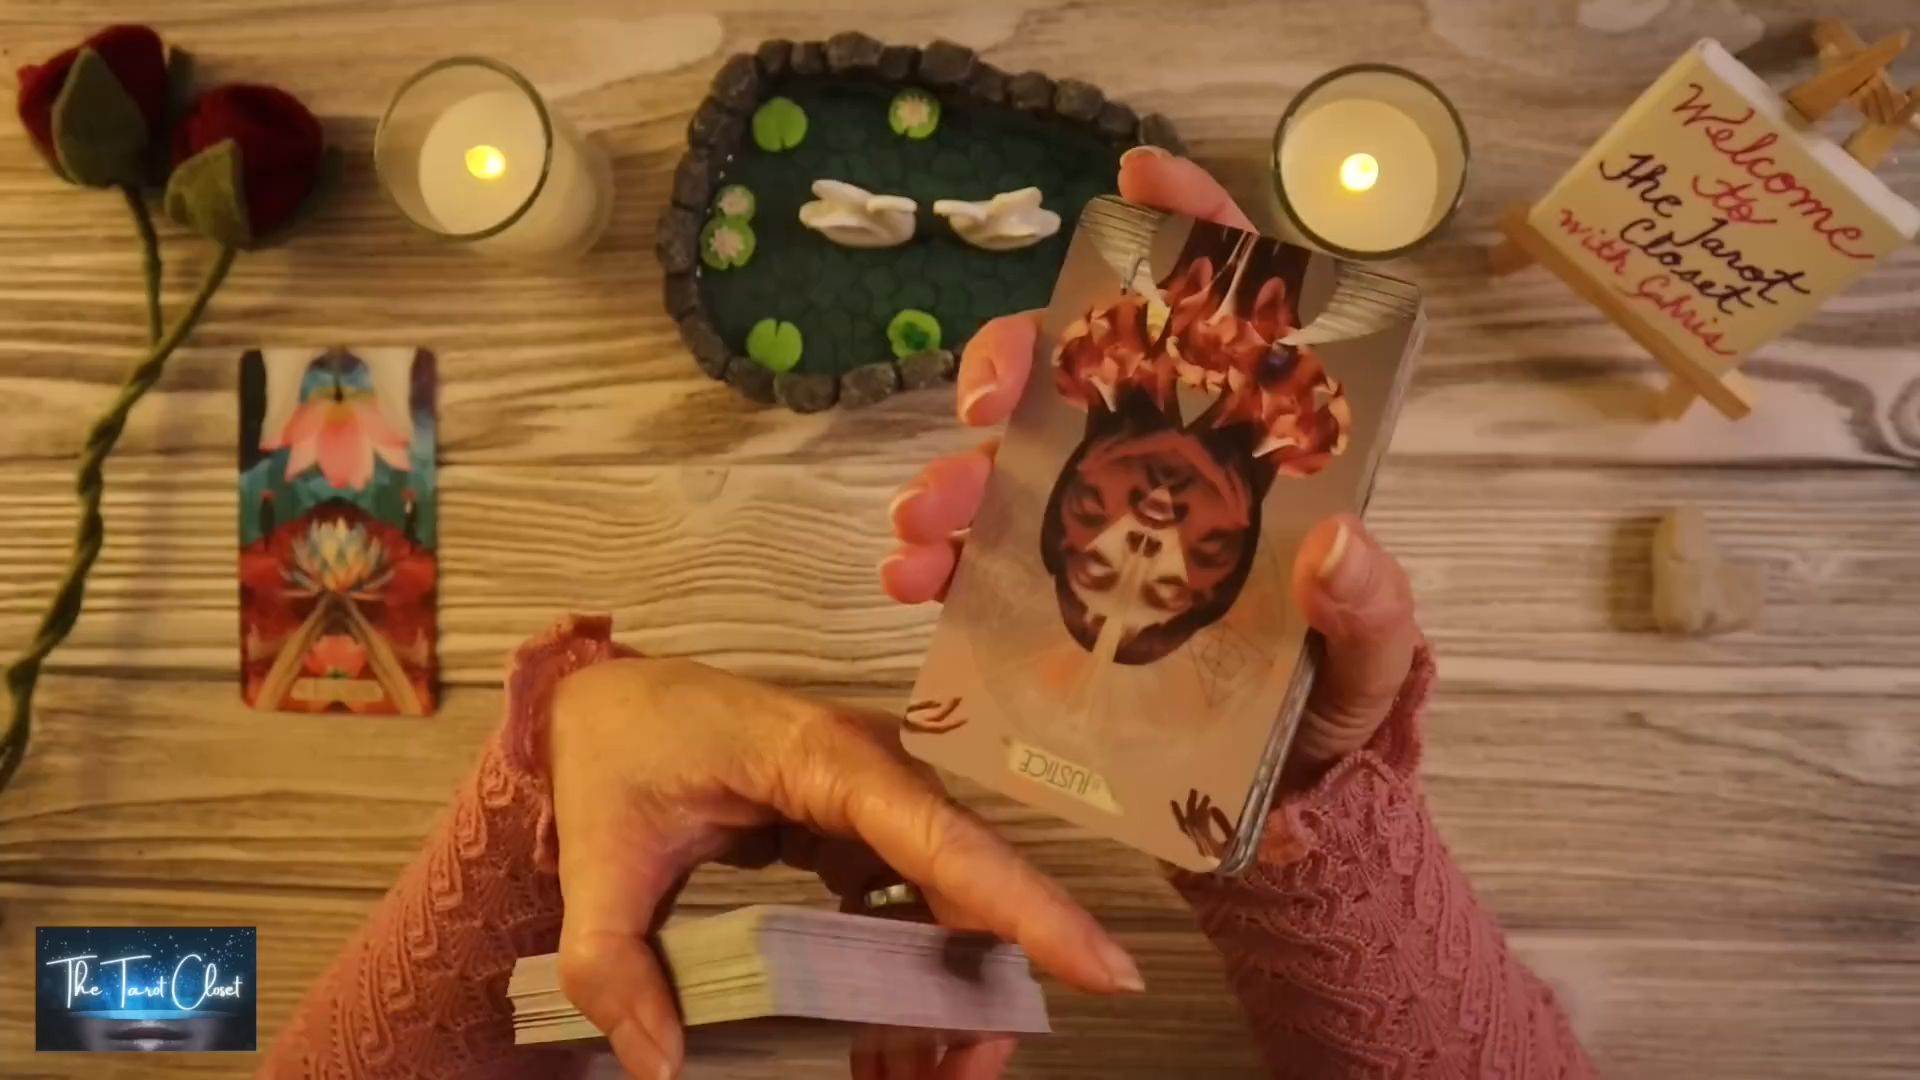 Welcome
to
The Tarot
Closet
with Sahris
JUSTICE
The Tarot Closet